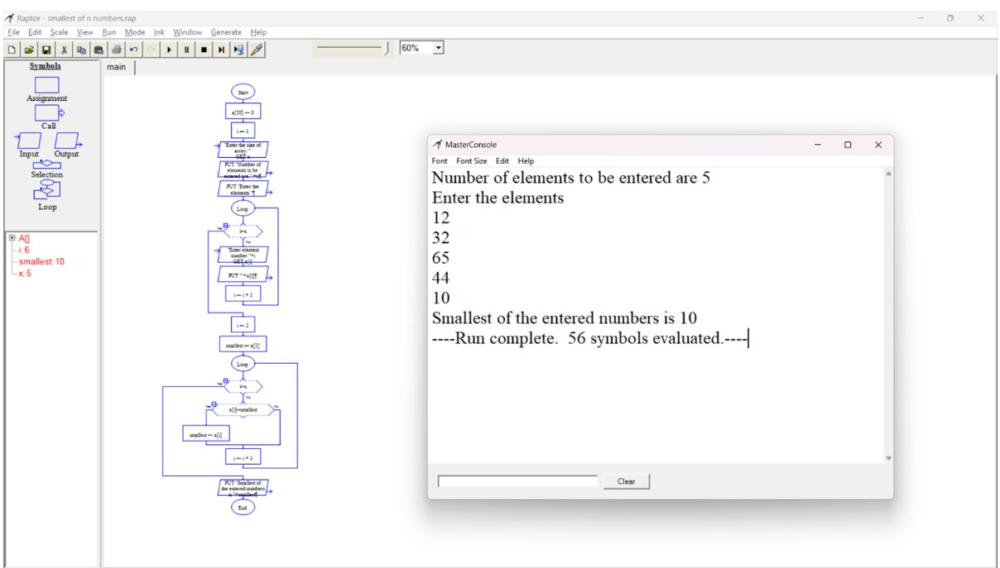 Raptor - smallest of n numbers.rap
File Edit Scale View Run Mode Ink Window Generate Help
60%
Symbols
main
Assignment
Call
Input Output
Selection
Loop
A[]
i: 6
smallest: 10
x: 5
Start
a[50] ← 0
i ← 1
"Enter the size of
array: "
GET
PUT "Number of
elements to be
entered are "+
PUT "Enter the
elements "¶
Loop
Yes
No
"Enter element
number "+i
GET a[i]
PUT ""+a[i]¶
i ← i + 1
i ← 2
smallest ← a[1]
Loop
Yes
No
Yes
a[i]<smallest
No
smallest ← a[i]
i ← i + 1
PUT "Smallest of
the entered numbers
is "+smallest¶
End
MasterConsole
Font Font Size Edit Help
Number of elements to be entered are 5
Enter the elements
12
32
65
44
10
Smallest of the entered numbers is 10
----Run complete. 56 symbols evaluated.----
Clear